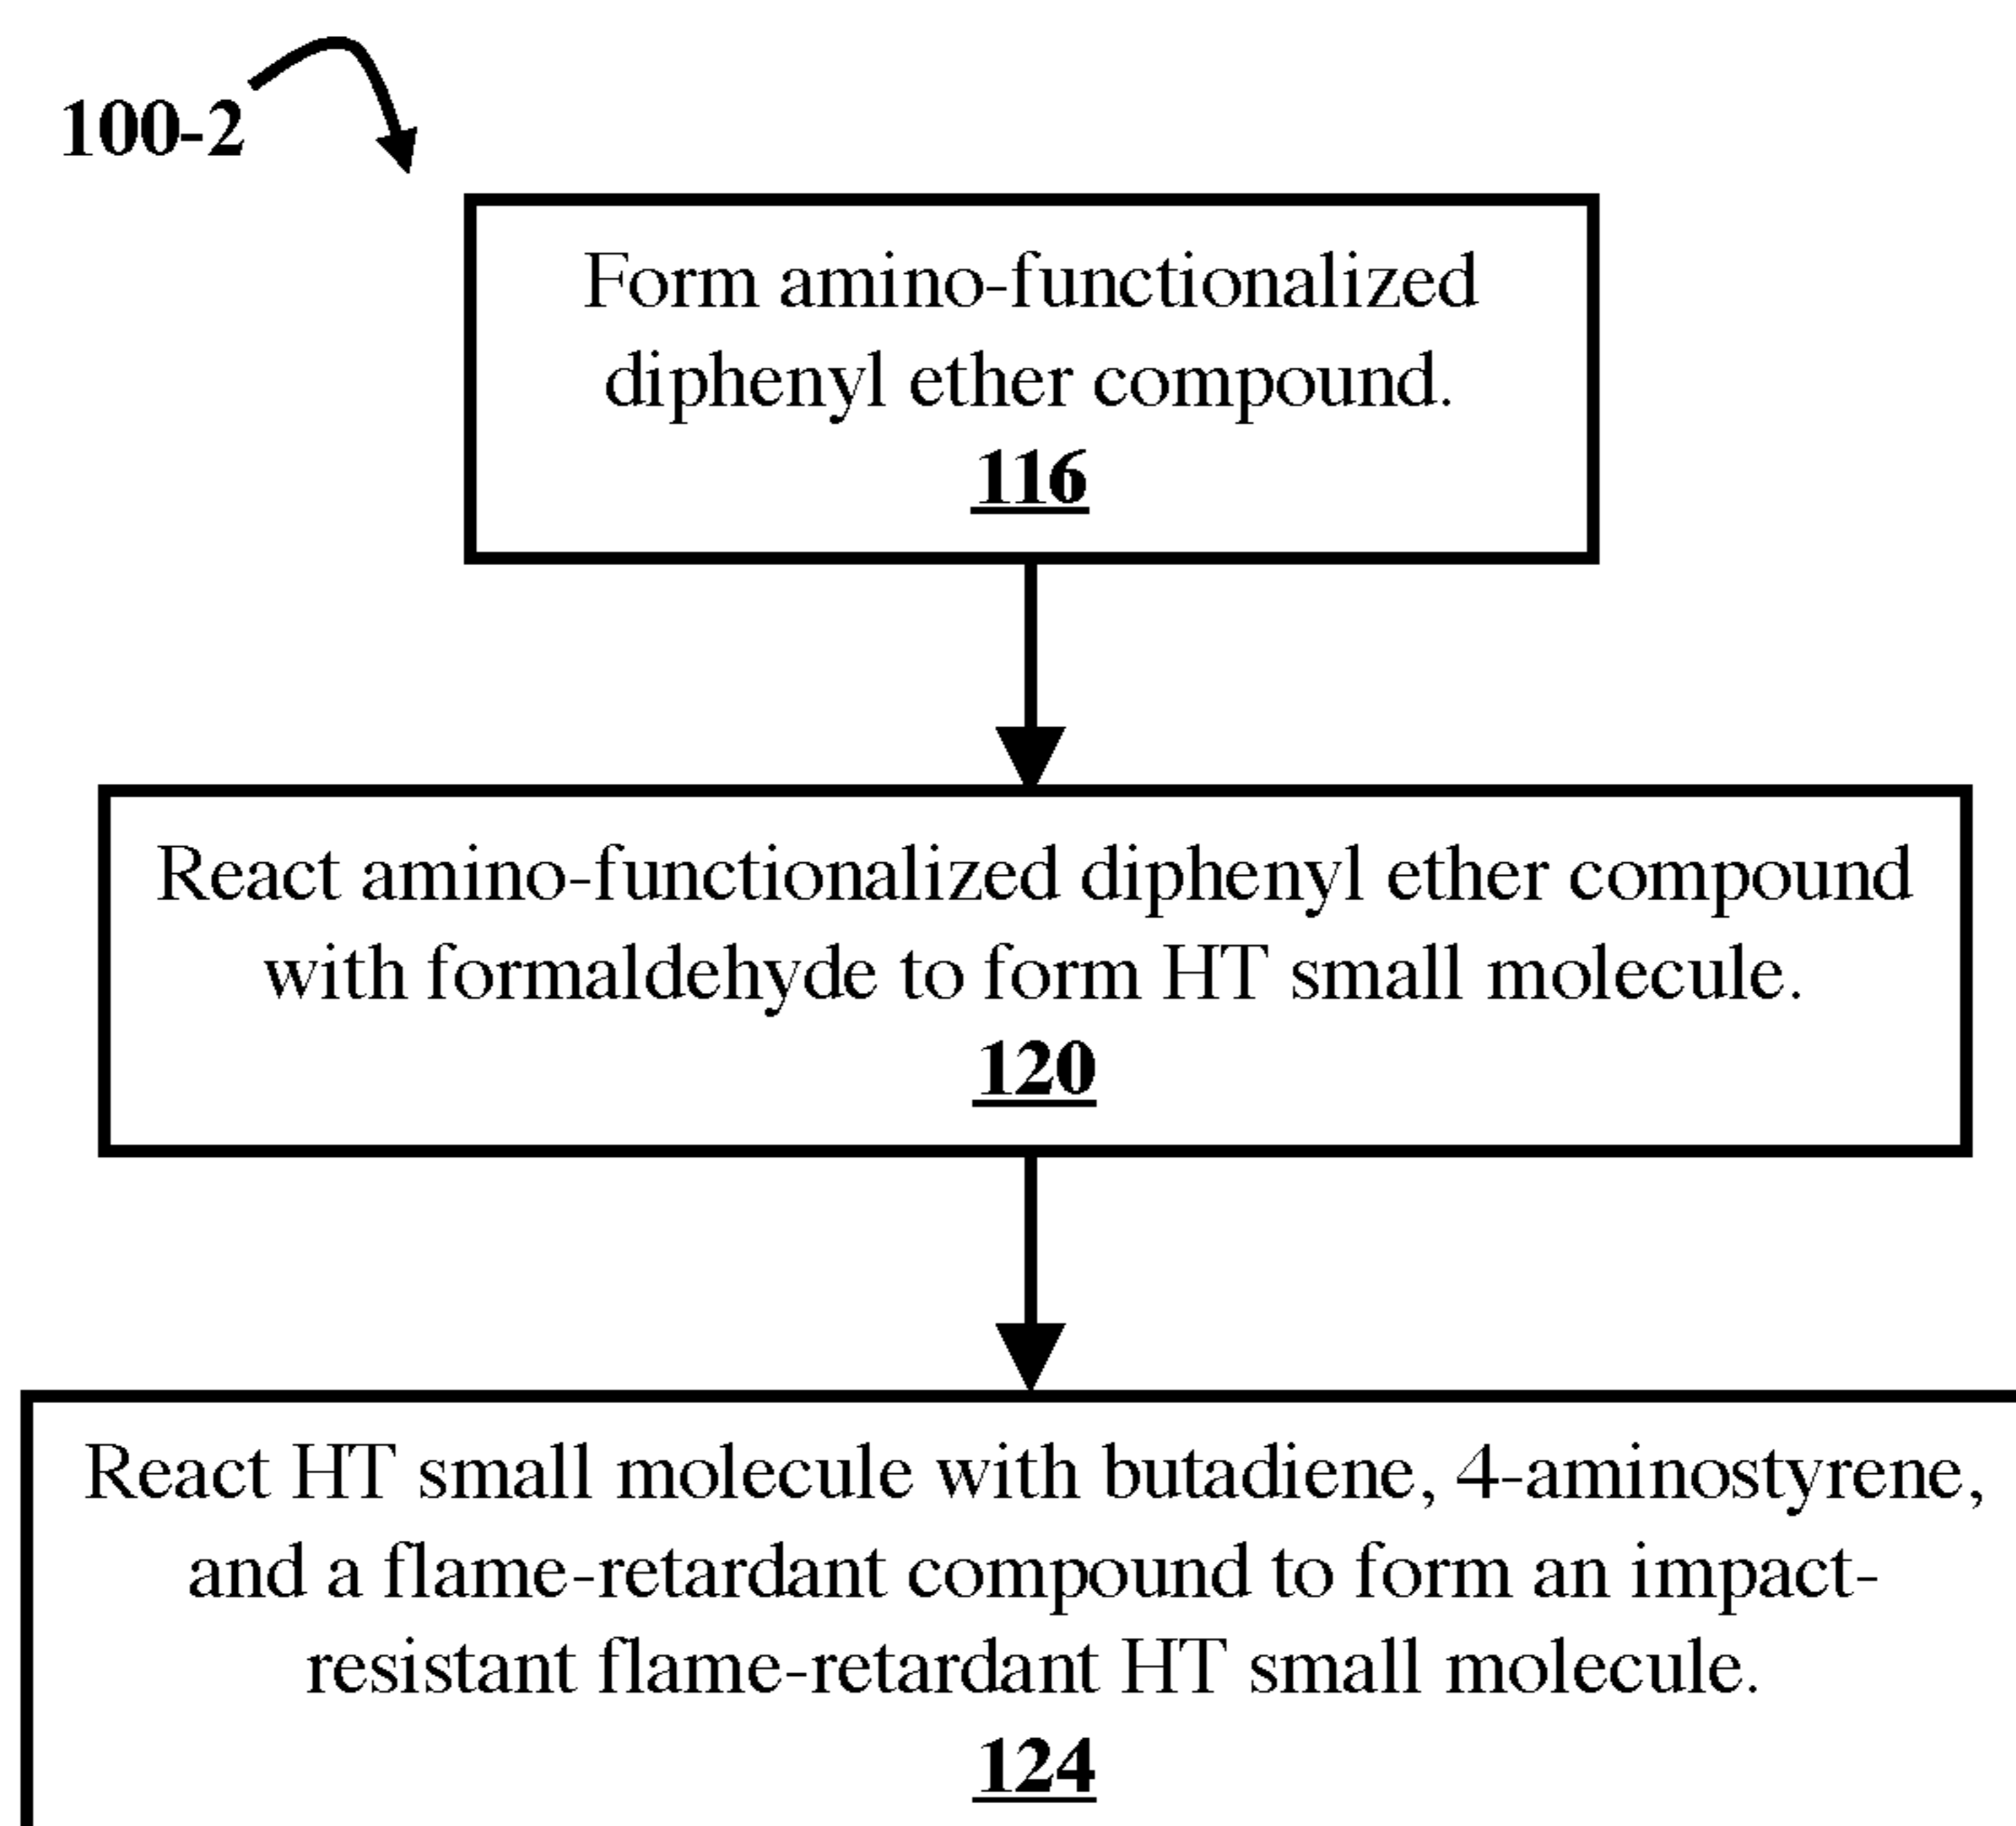 100-2
Form amino-functionalized
diphenyl ether compound.
116
React amino-functionalized diphenyl ether compound
with formaldehyde to form HT small molecule.
120
React HT small molecule with butadiene, 4-aminostyrene,
and a flame-retardant compound to form an impact-
resistant flame-retardant HT small molecule.
124